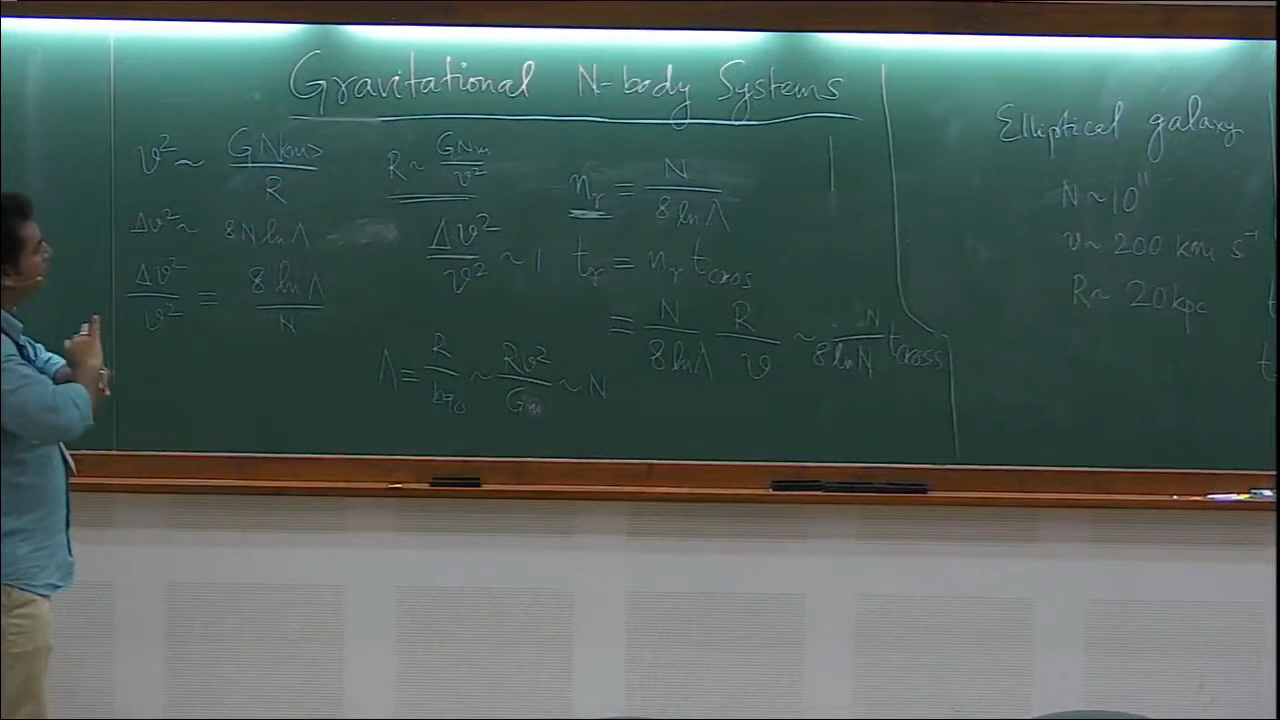 Gravitational N-body Systems
v² ~ GN<m> / R
Δv² ~ 8N ln Λ
Δv² / v² = 8 ln Λ / N
R ~ GNm / v²
Δv² / v² ~ 1
Λ = R / b₉₀ ~ Rv² / Gm ~ N
n_r = N / 8 ln Λ
t_r = n_r t_cross
= N / 8 ln Λ R / v ~ N / 8 ln N t_cross
Elliptical galaxy
N ~ 10¹¹
v ~ 200 km s⁻¹
R ~ 20 kpc
t
t